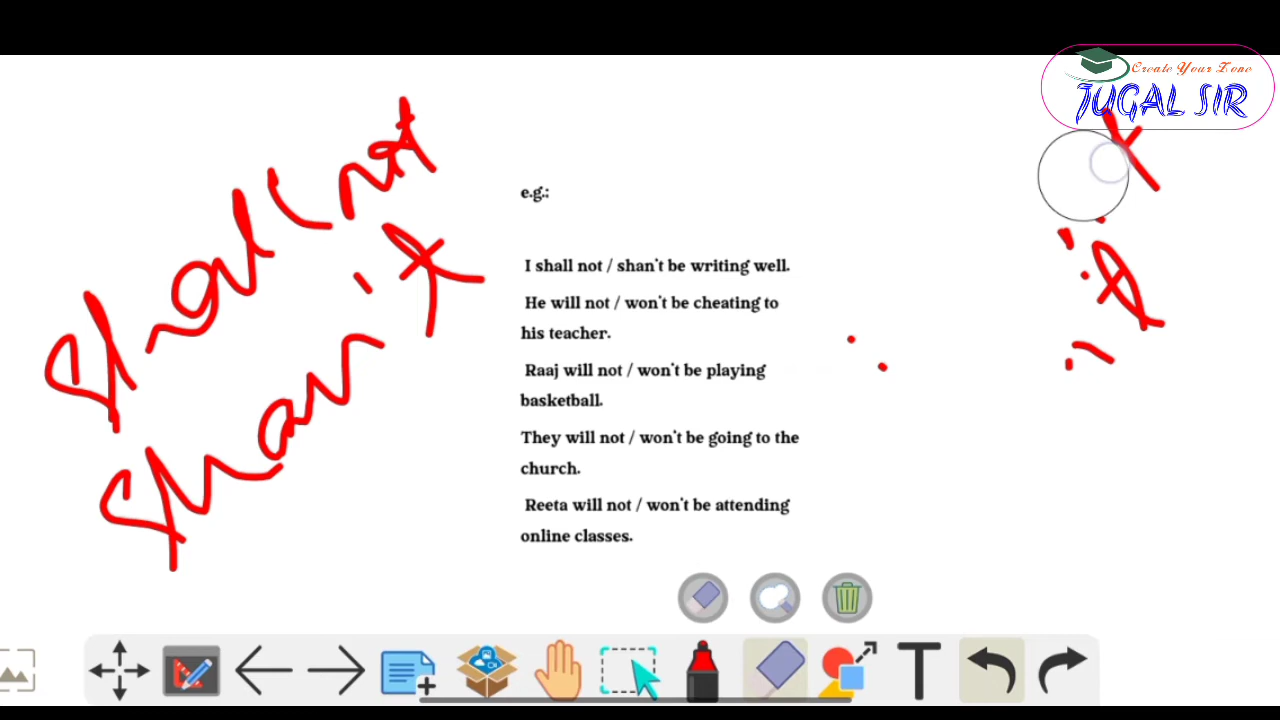 Create Your Zone
JUGAL SIR
shall not
shan't
e.g.:
I shall not / shan't be writing well.
He will not / won't be cheating to
his teacher.
Raaj will not / won't be playing
basketball.
They will not / won't be going to the
church.
Reeta will not / won't be attending
online classes.
T